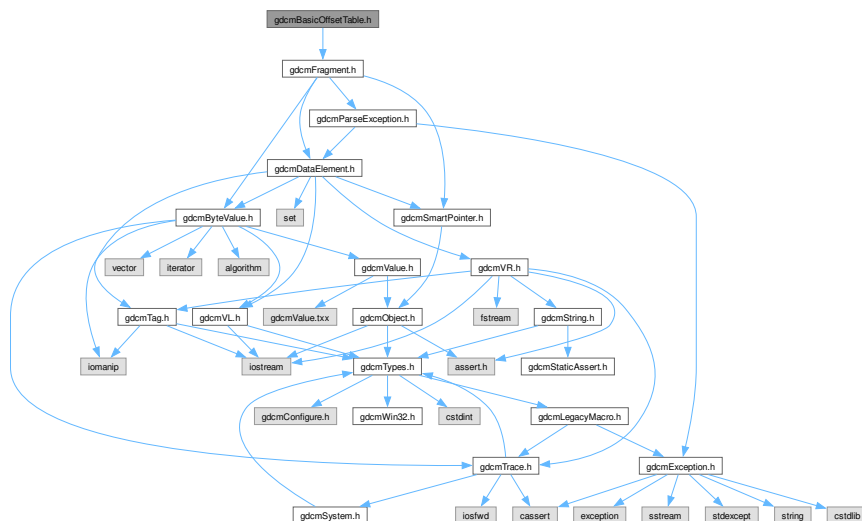 gdcmBasicOffsetTable.h
gdcmFragment.h
gdcmParseException.h
gdcmDataElement.h
gdcmByteValue.h
set
gdcmSmartPointer.h
vector
iterator
algorithm
gdcmValue.h
gdcmVR.h
gdcmTag.h
gdcmVL.h
gdcmValue.txx
gdcmObject.h
fstream
gdcmString.h
iomanip
iostream
gdcmTypes.h
assert.h
gdcmStaticAssert.h
gdcmConfigure.h
gdcmWin32.h
cstdint
gdcmLegacyMacro.h
gdcmTrace.h
gdcmException.h
gdcmSystem.h
iosfwd
cassert
exception
sstream
stdexcept
string
cstdlib